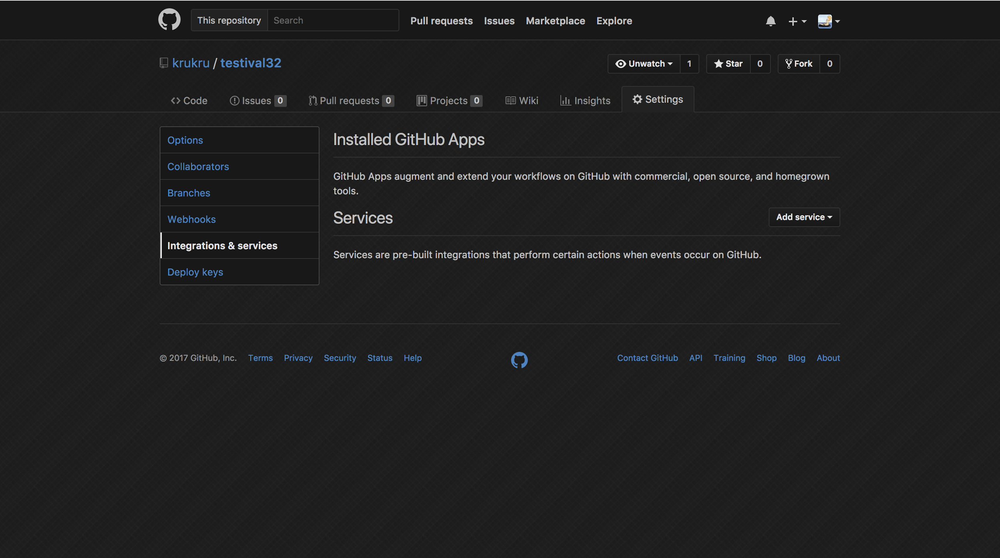 This repository Search Pull requests Issues Marketplace Explore
krukru / testival32 Unwatch 1 Star 0 Fork 0
Code Issues 0 Pull requests 0 Projects 0 Wiki Insights Settings
Options
Collaborators
Branches
Webhooks
Integrations & services
Deploy keys
Installed GitHub Apps
GitHub Apps augment and extend your workflows on GitHub with commercial, open source, and homegrown
tools.
Services Add service
Services are pre-built integrations that perform certain actions when events occur on GitHub.
© 2017 GitHub, Inc. Terms Privacy Security Status Help Contact GitHub API Training Shop Blog About